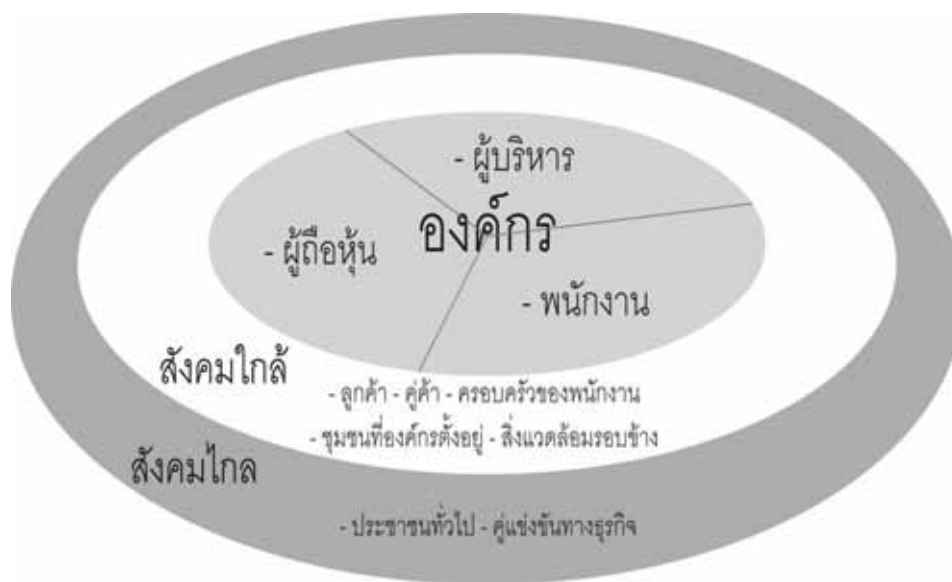 - ผู้บริหาร
องค์กร
- ผู้ถือหุ้น
- พนักงาน
สังคมใกล้
- ลูกค้า - คู่ค้า - ครอบครัวของพนักงาน
- ชุมชนที่องค์กรตั้งอยู่ - สิ่งแวดล้อมรอบข้าง
สังคมไกล
- ประชาชนทั่วไป - คู่แข่งขันทางธุรกิจ